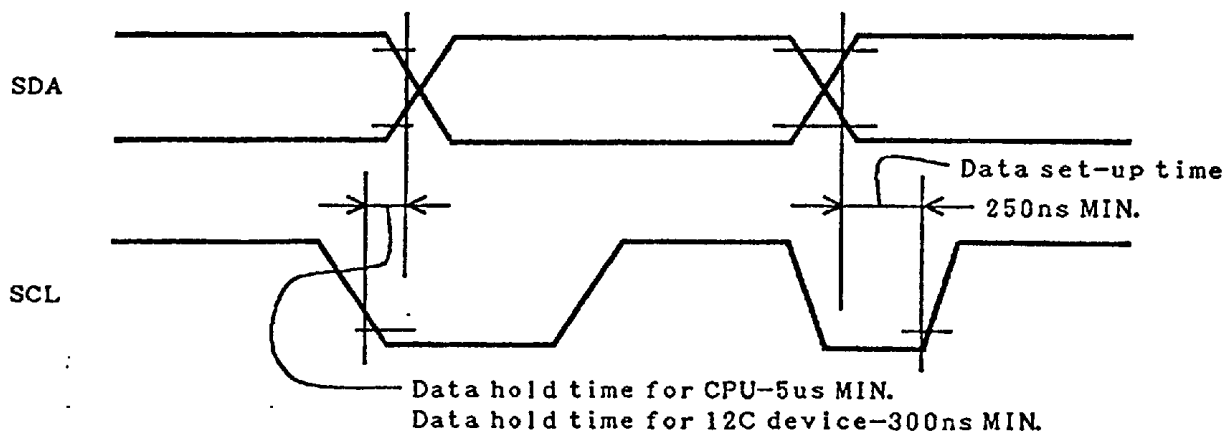 SDA
Data set-up time
250ns MIN.
SCL
Data hold time for CPU-5us MIN.
Data hold time for 12C device-300ns MIN.